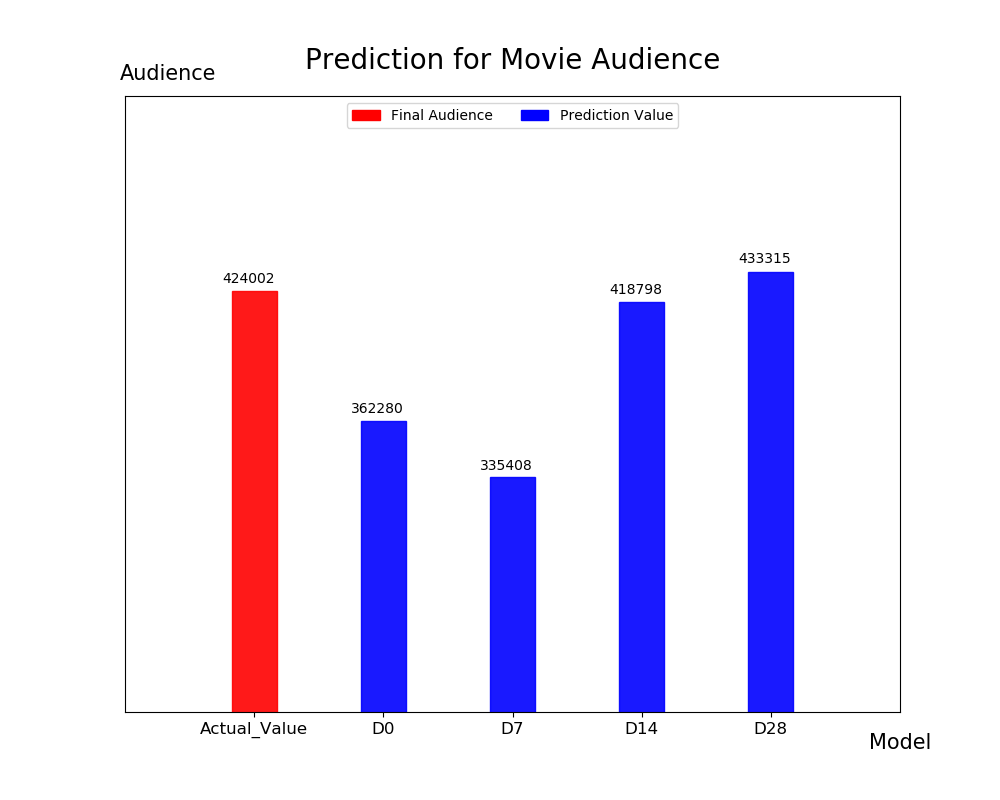 Prediction for Movie Audience
Audience
Final Audience Prediction Value
424002
362280
335408
418798
433315
Actual_Value D0 D7 D14 D28
Model